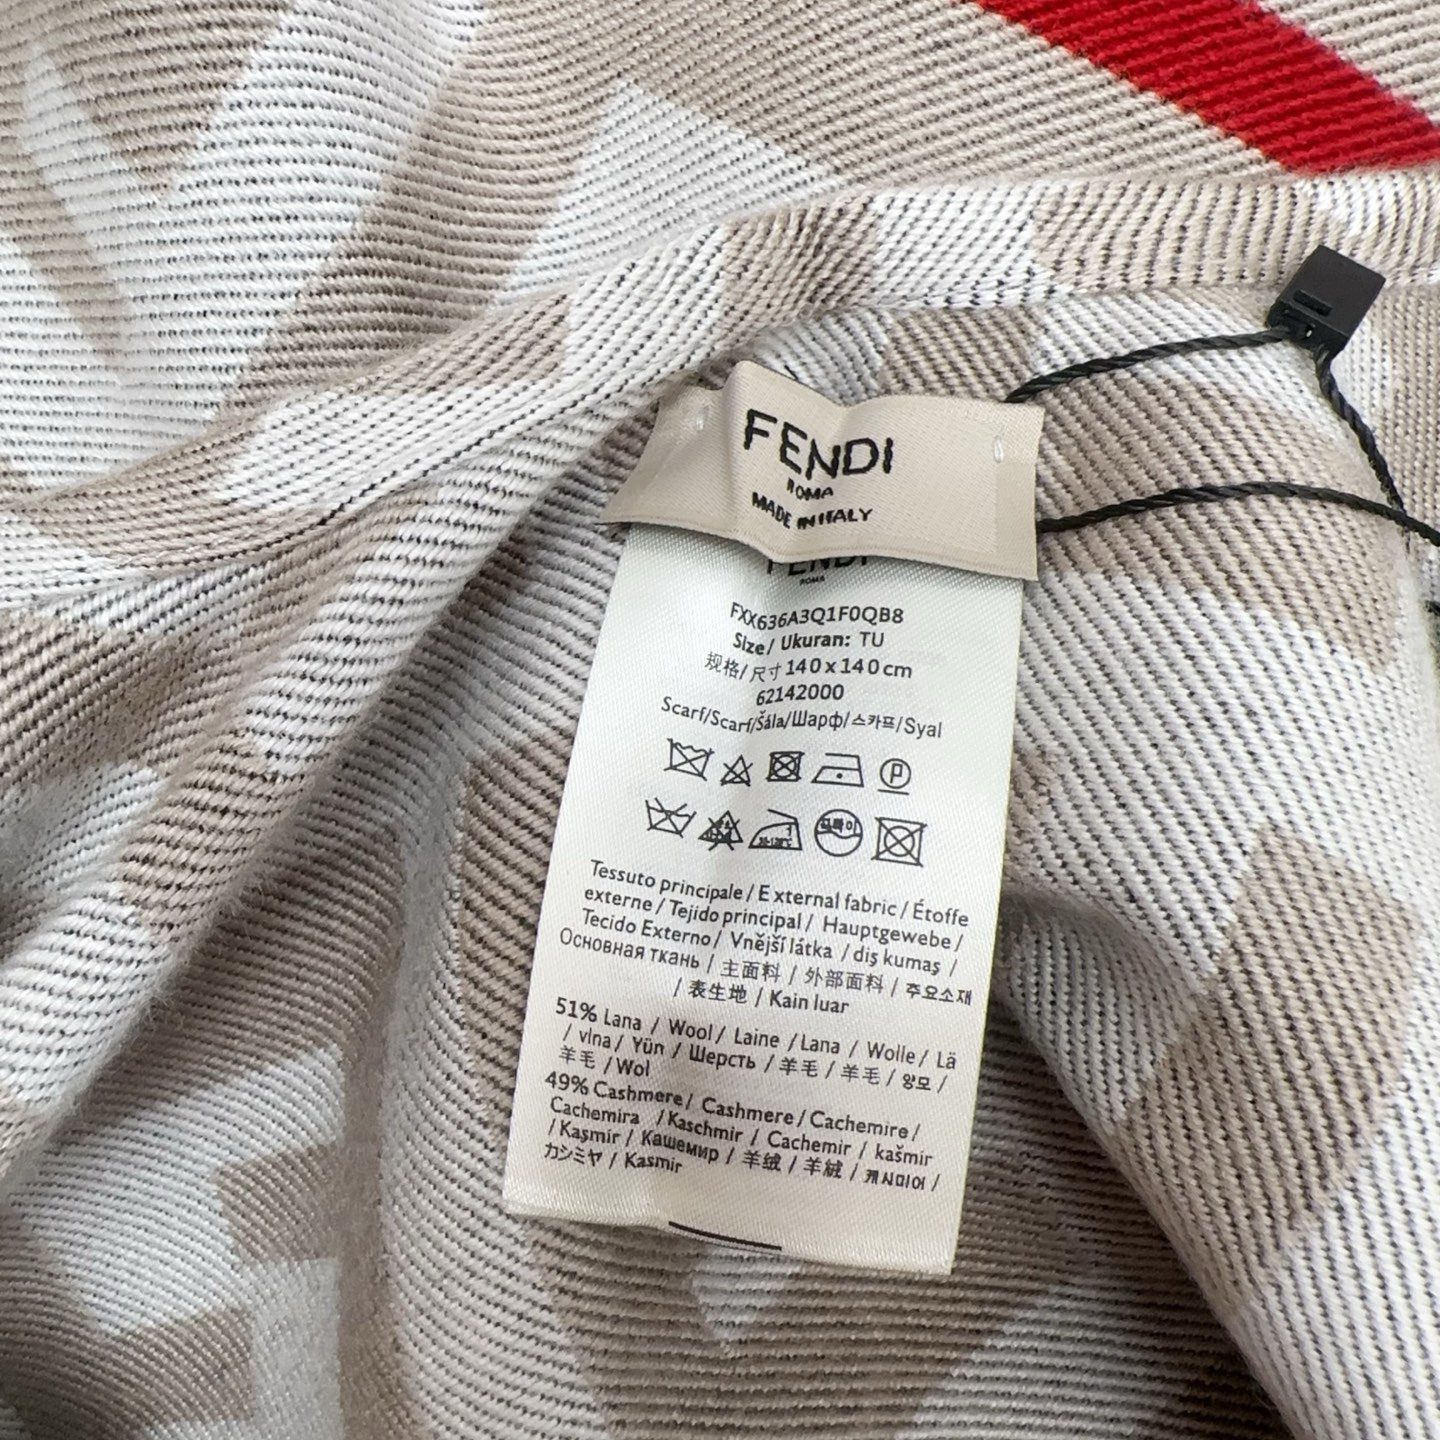 FENDI
ROMA
MADE IN ITALY
FENDI
ROMA
FXX636A3Q1F0QB8
Size/ Ukuran: TU
规格/尺寸 140 x 140 cm
62142000
Scarf/Scarf/Šála/Шарф/스카프/Syal
P
Tessuto principale / E xternal fabric / Étoffe
externe / Tejido principal / Hauptgewebe /
Tecido Externo / Vnější látka / dış kumaş /
Основная ткань / 主面料 / 外部面料 / 주요소재
/ 表生地 / Kain luar
51% Lana / Wool / Laine / Lana / Wolle / Lã
/ vlna / Yün / Шерсть / 羊毛 / 羊毛 / 양모 /
羊毛 / Wol
49% Cashmere / Cashmere / Cachemire /
Cachemira / Kaschmir / Cachemir / kašmir
/ Kaşmir / Кашемир / 羊绒 / 羊絨 / 캐시미어 /
カシミヤ / Kasmir